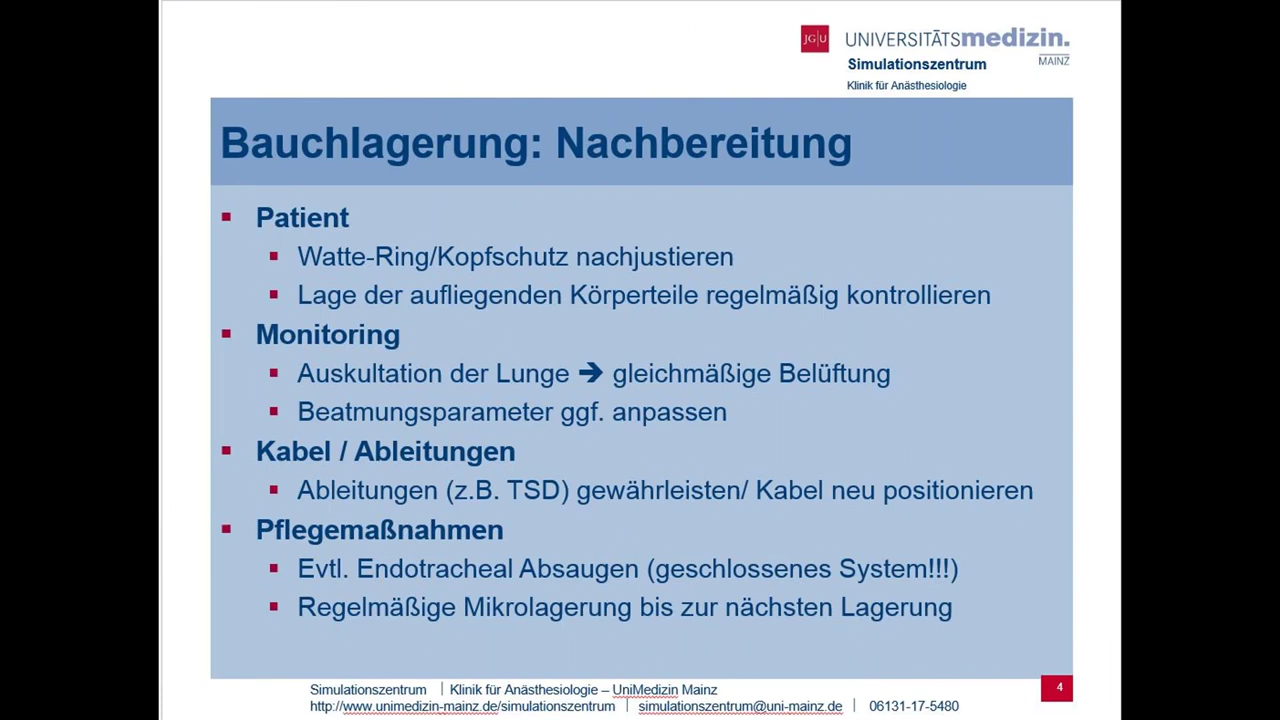 JG|U UNIVERSITÄTSmedizin.
MAINZ
Simulationszentrum
Klinik für Anästhesiologie
Bauchlagerung: Nachbereitung
Patient
Watte-Ring/Kopfschutz nachjustieren
Lage der aufliegenden Körperteile regelmäßig kontrollieren
Monitoring
Auskultation der Lunge ➔ gleichmäßige Belüftung
Beatmungsparameter ggf. anpassen
Kabel / Ableitungen
Ableitungen (z.B. TSD) gewährleisten/ Kabel neu positionieren
Pflegemaßnahmen
Evtl. Endotracheal Absaugen (geschlossenes System!!!)
Regelmäßige Mikrolagerung bis zur nächsten Lagerung
Simulationszentrum | Klinik für Anästhesiologie – UniMedizin Mainz
http://www.unimedizin-mainz.de/simulationszentrum | simulationszentrum@uni-mainz.de | 06131-17-5480
4